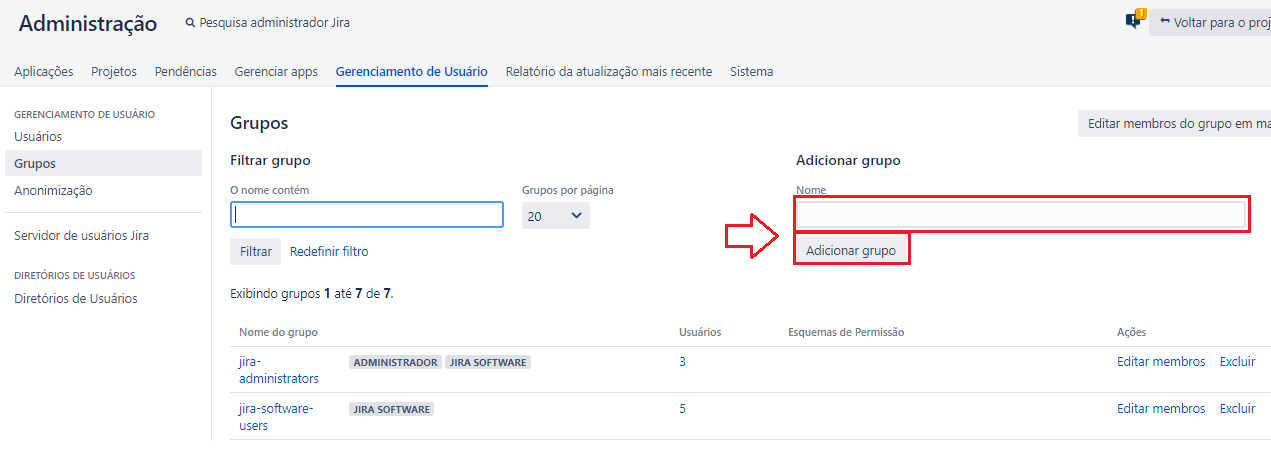 Administração
Pesquisa administrador Jira
1
Voltar para o proj
Aplicações Projetos Pendências Gerenciar apps Gerenciamento de Usuário Relatório da atualização mais recente Sistema
GERENCIAMENTO DE USUÁRIO
Usuários
Grupos
Anonimização
Servidor de usuários Jira
DIRETÓRIOS DE USUÁRIOS
Diretórios de Usuários
Grupos
Editar membros do grupo em ma
Filtrar grupo
O nome contém
Grupos por página
20
Filtrar Redefinir filtro
Adicionar grupo
Nome
Adicionar grupo
Exibindo grupos 1 até 7 de 7.
Nome do grupo Usuários Esquemas de Permissão Ações
jira-
administrators
ADMINISTRADOR JIRA SOFTWARE 3 Editar membros Excluir
jira-software-
users
JIRA SOFTWARE 5 Editar membros Excluir